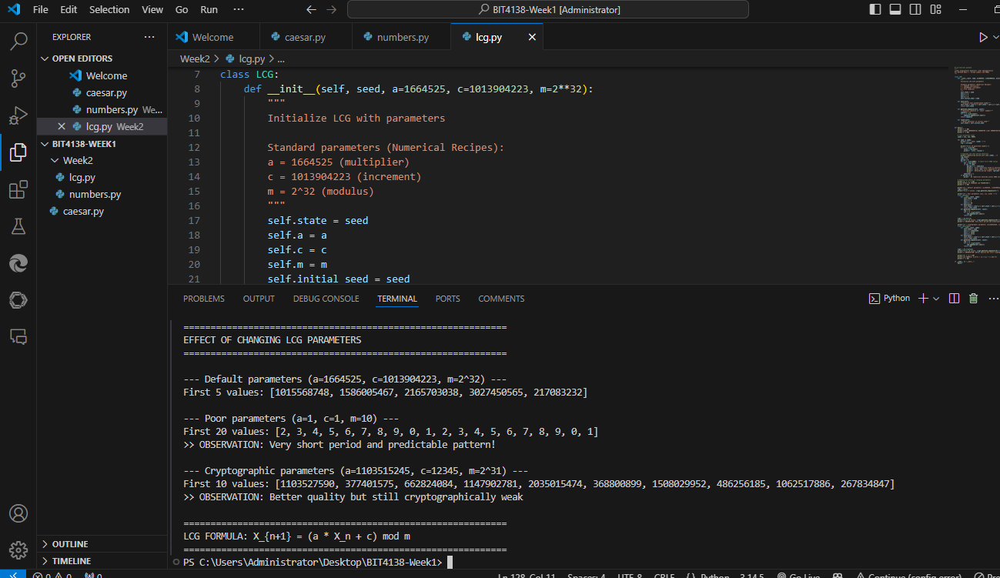 File Edit Selection View Go Run ··· BIT4138-Week1 [Administrator]
EXPLORER ···
Welcome caesar.py numbers.py lcg.py
OPEN EDITORS
Welcome
caesar.py
numbers.py We...
lcg.py Week2
BIT4138-WEEK1
Week2
lcg.py
numbers.py
caesar.py
OUTLINE
TIMELINE
Week2 > lcg.py > ...
7 class LCG:
8 def __init__(self, seed, a=1664525, c=1013904223, m=2**32):
9 """
10 Initialize LCG with parameters
11
12 Standard parameters (Numerical Recipes):
13 a = 1664525 (multiplier)
14 c = 1013904223 (increment)
15 m = 2^32 (modulus)
16 """
17 self.state = seed
18 self.a = a
19 self.c = c
20 self.m = m
21 self.initial_seed = seed
PROBLEMS OUTPUT DEBUG CONSOLE TERMINAL PORTS COMMENTS Python
============================================================
EFFECT OF CHANGING LCG PARAMETERS
============================================================
--- Default parameters (a=1664525, c=1013904223, m=2^32) ---
First 5 values: [1015568748, 1586005467, 2165703038, 3027450565, 217083232]
--- Poor parameters (a=1, c=1, m=10) ---
First 20 values: [2, 3, 4, 5, 6, 7, 8, 9, 0, 1, 2, 3, 4, 5, 6, 7, 8, 9, 0, 1]
>> OBSERVATION: Very short period and predictable pattern!
--- Cryptographic parameters (a=1103515245, c=12345, m=2^31) ---
First 10 values: [1103527590, 377401575, 662824084, 1147902781, 2035015474, 368800899, 1508029952, 486256185, 1062517886, 267834847]
>> OBSERVATION: Better quality but still cryptographically weak
============================================================
LCG FORMULA: X_{n+1} = (a * X_n + c) mod m
============================================================
PS C:\Users\Administrator\Desktop\BIT4138-Week1>
0 0 0 Ln 128, Col 11 Spaces: 4 UTF-8 CRLF {} Python 3.14.5 Go Live Continue (config error)